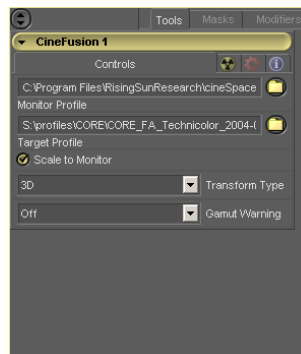 Tools Masks Modifiers
CineFusion 1
Controls
C:\Program Files\RisingSunResearch\cineSpace
Monitor Profile
S:\profiles\CORE\CORE_FA_Technicolor_2004-(
Target Profile
Scale to Monitor
3D Transform Type
Off Gamut Warning